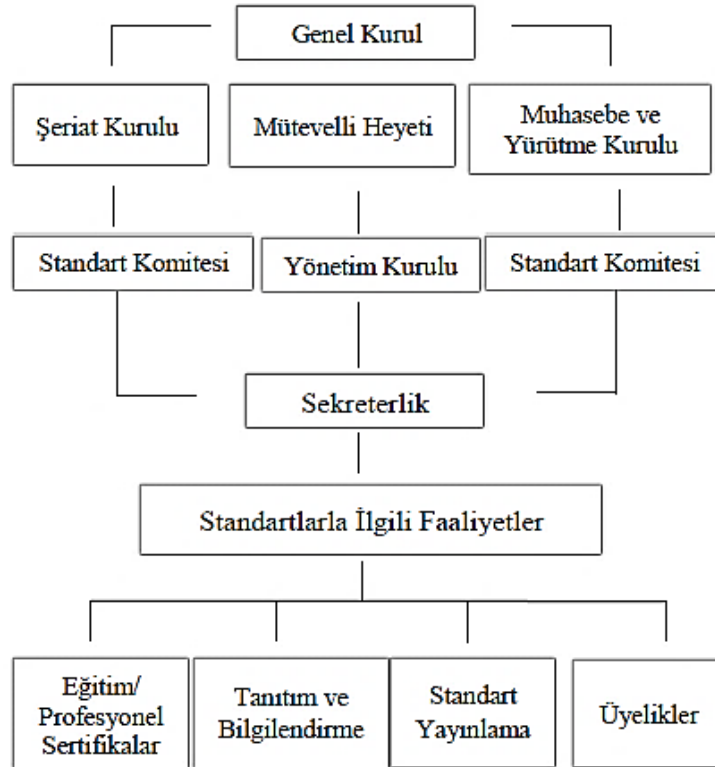 Genel Kurul
Şeriat Kurulu
Mütevelli Heyeti
Muhasebe ve
Yürütme Kurulu
Standart Komitesi
Yönetim Kurulu
Standart Komitesi
Sekreterlik
Standartlarla İlgili Faaliyetler
Eğitim/
Profesyonel
Sertifikalar
Tanıtım ve
Bilgilendirme
Standart
Yayınlama
Üyelikler